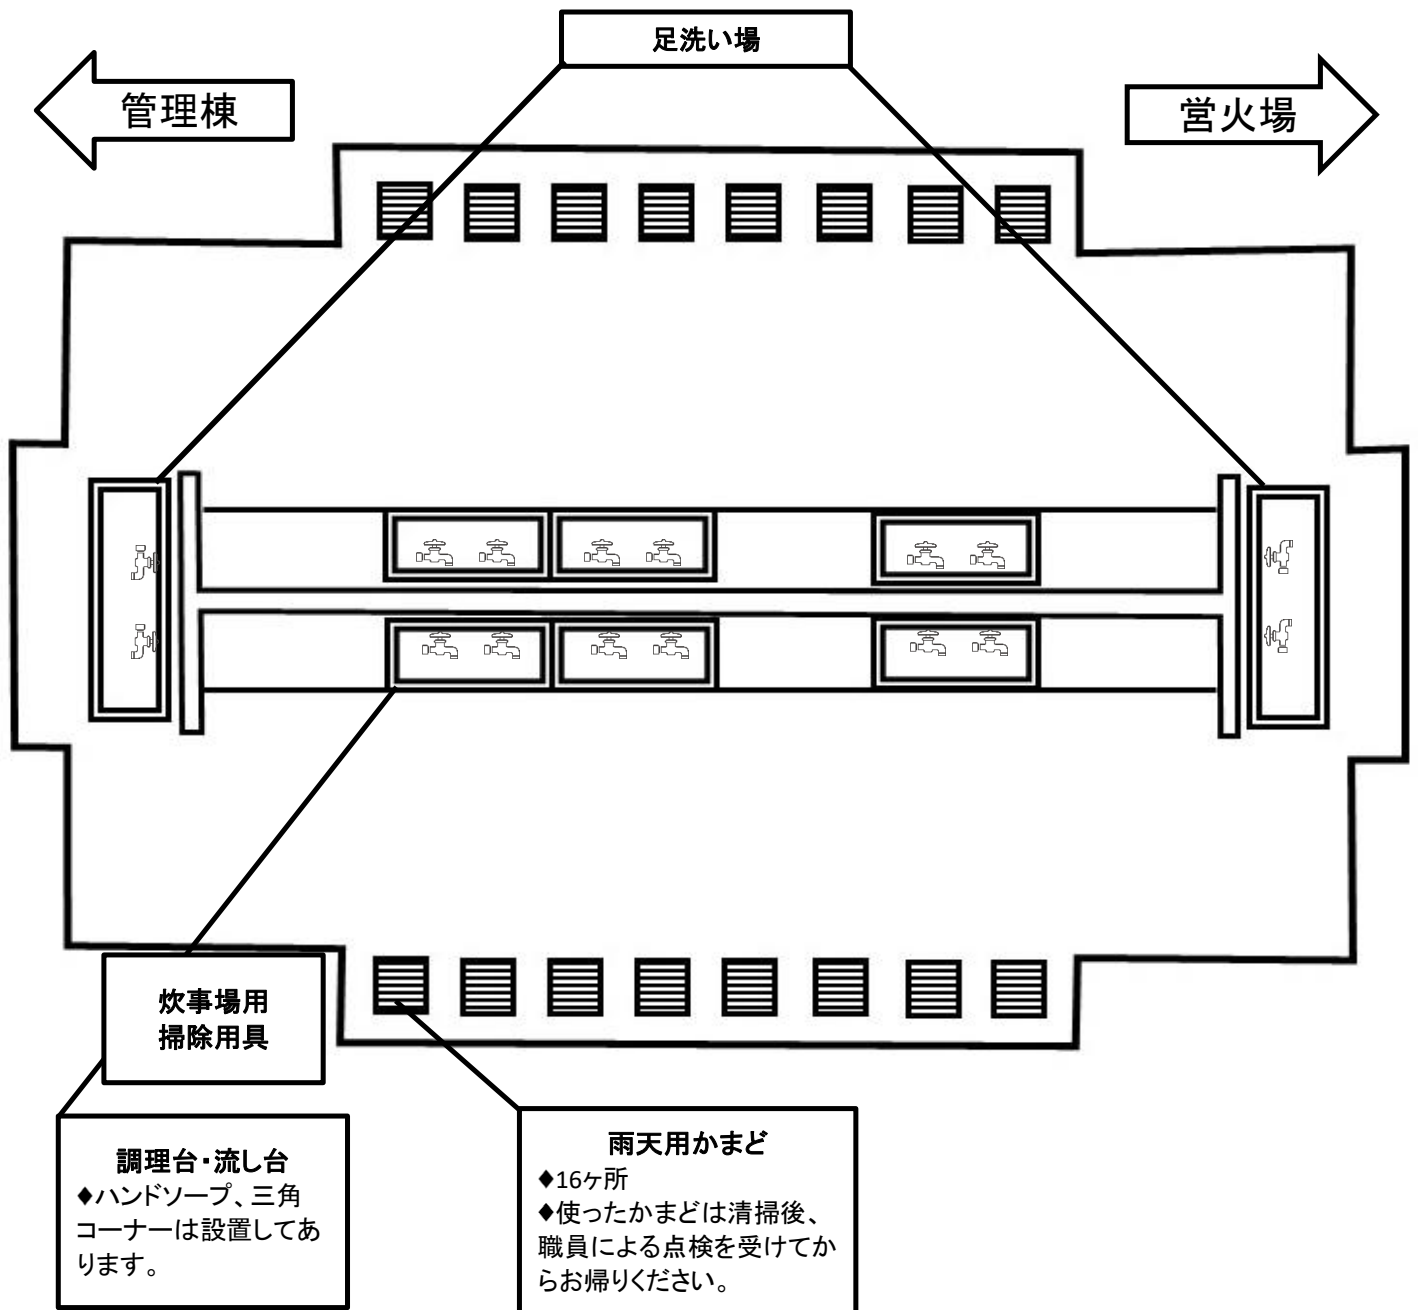 足洗い場
管理棟
営火場
炊事場用
掃除用具
調理台・流し台
♦ハンドソープ、三角
コーナーは設置してあ
ります。
雨天用かまど
♦16ヶ所
♦使ったかまどは清掃後、
職員による点検を受けてか
らお帰りください。